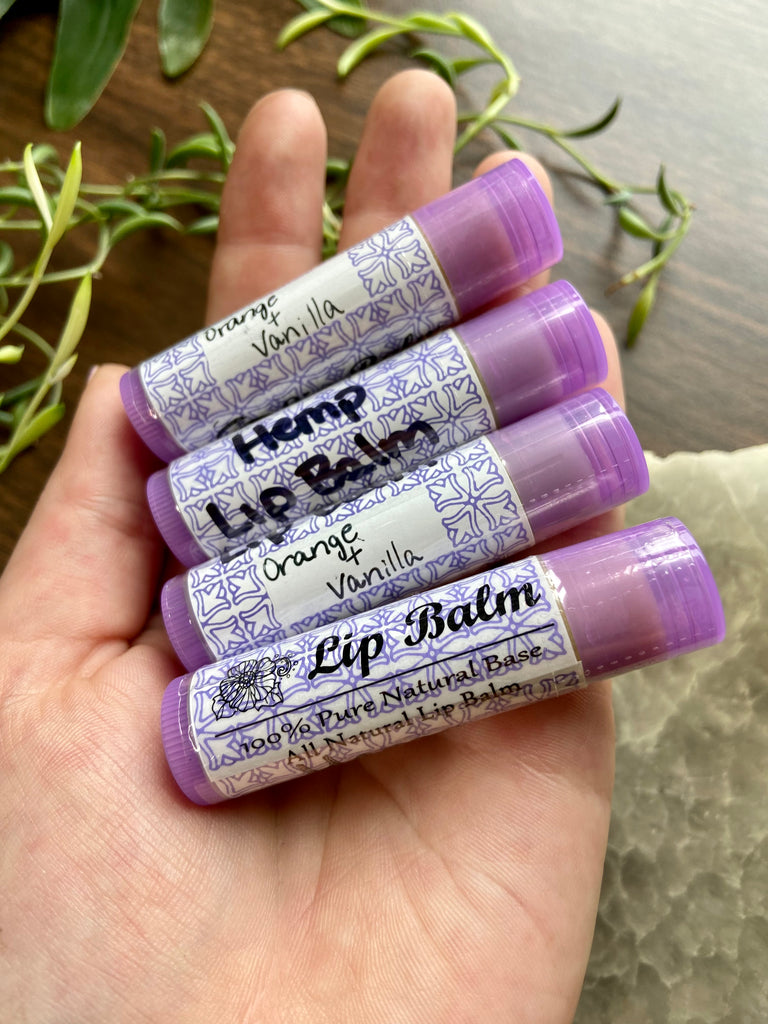 Orange
+
Vanilla
Hemp
Lip Balm
Orange
+
Vanilla
Lip Balm
100% Pure Natural Base
All Natural Lip Balm